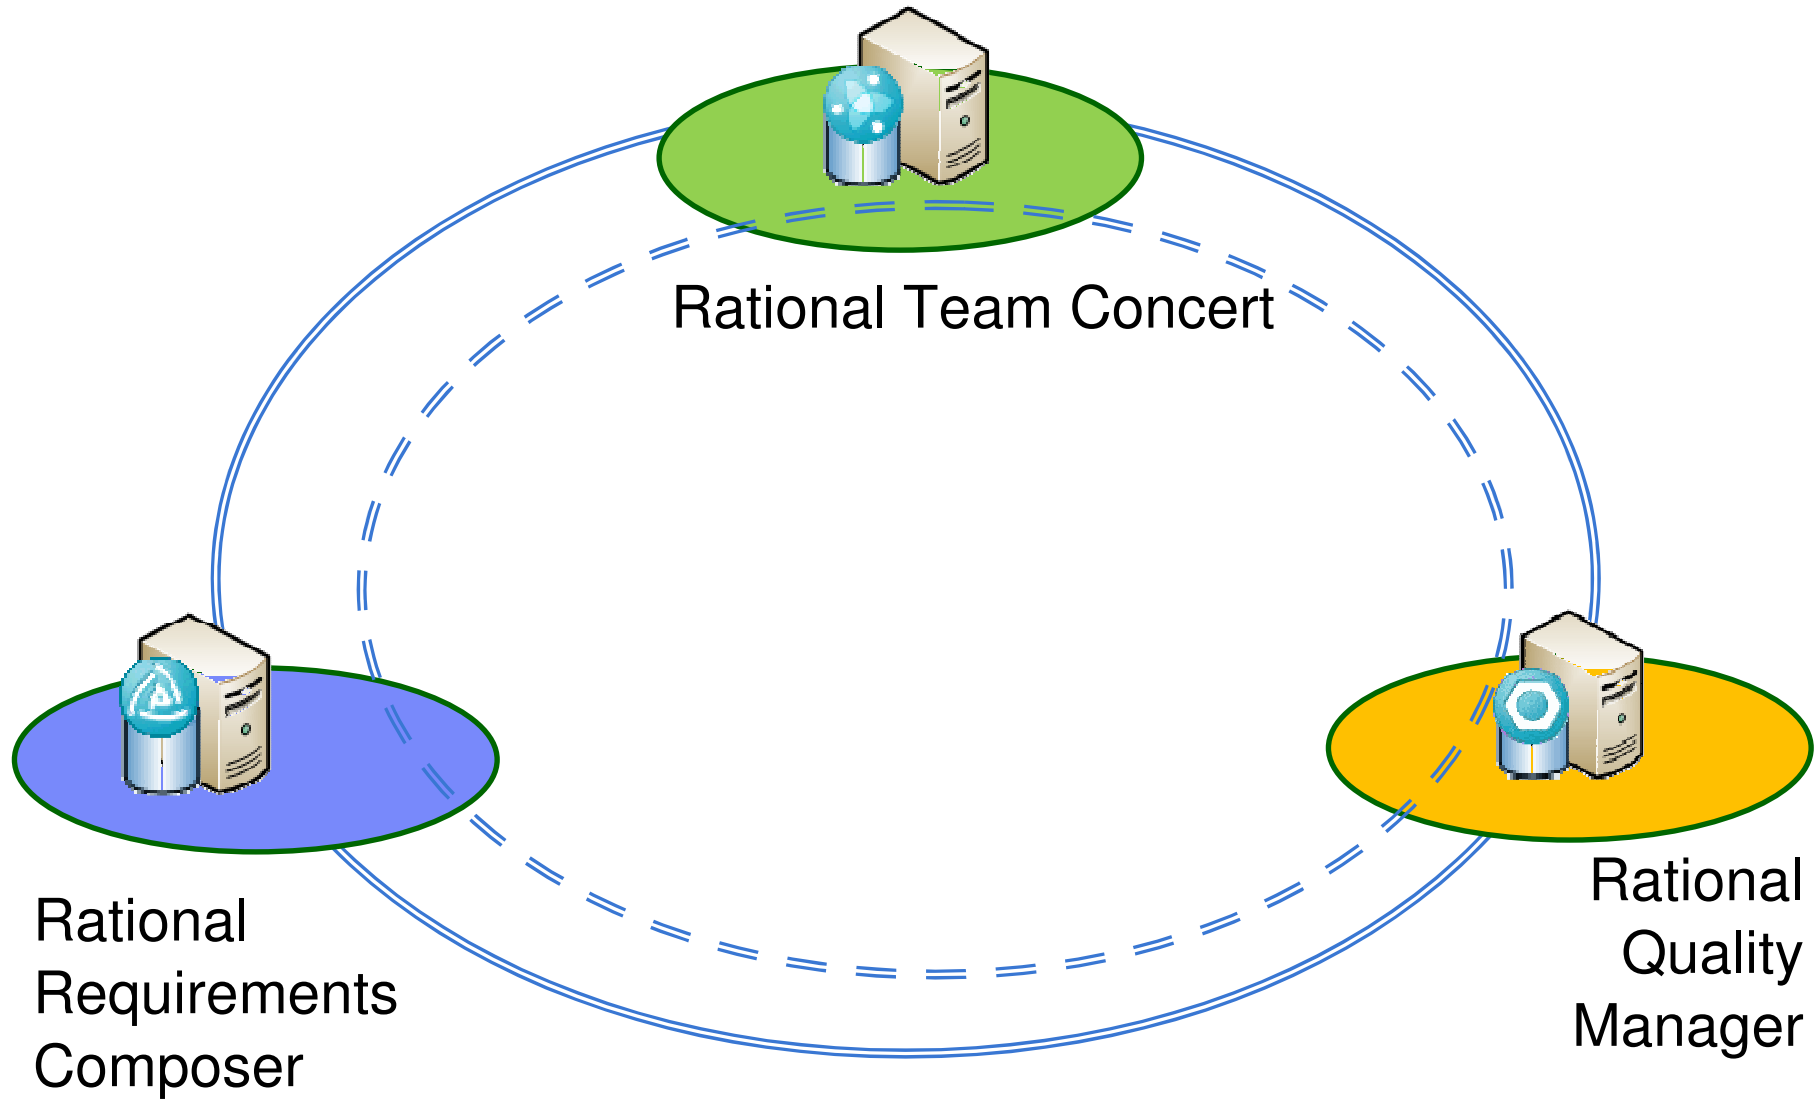 Rational Team Concert
Rational
Requirements
Composer
Rational
Quality
Manager